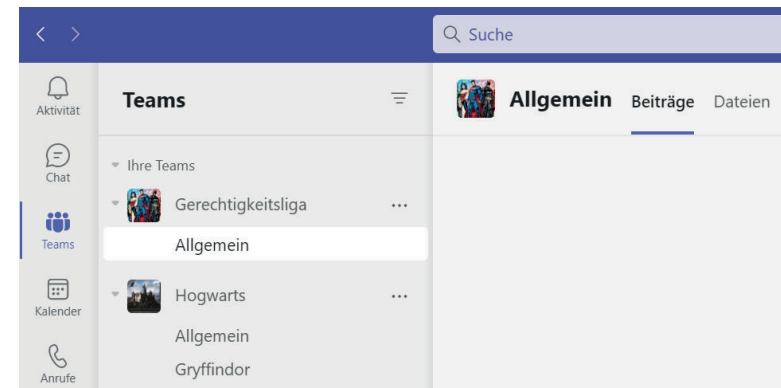 Suche
Aktivität
Chat
Teams
Kalender
Anrufe
Teams
Ihre Teams
Gerechtigkeitsliga
Allgemein
Hogwarts
Allgemein
Gryffindor
Allgemein Beiträge Dateien